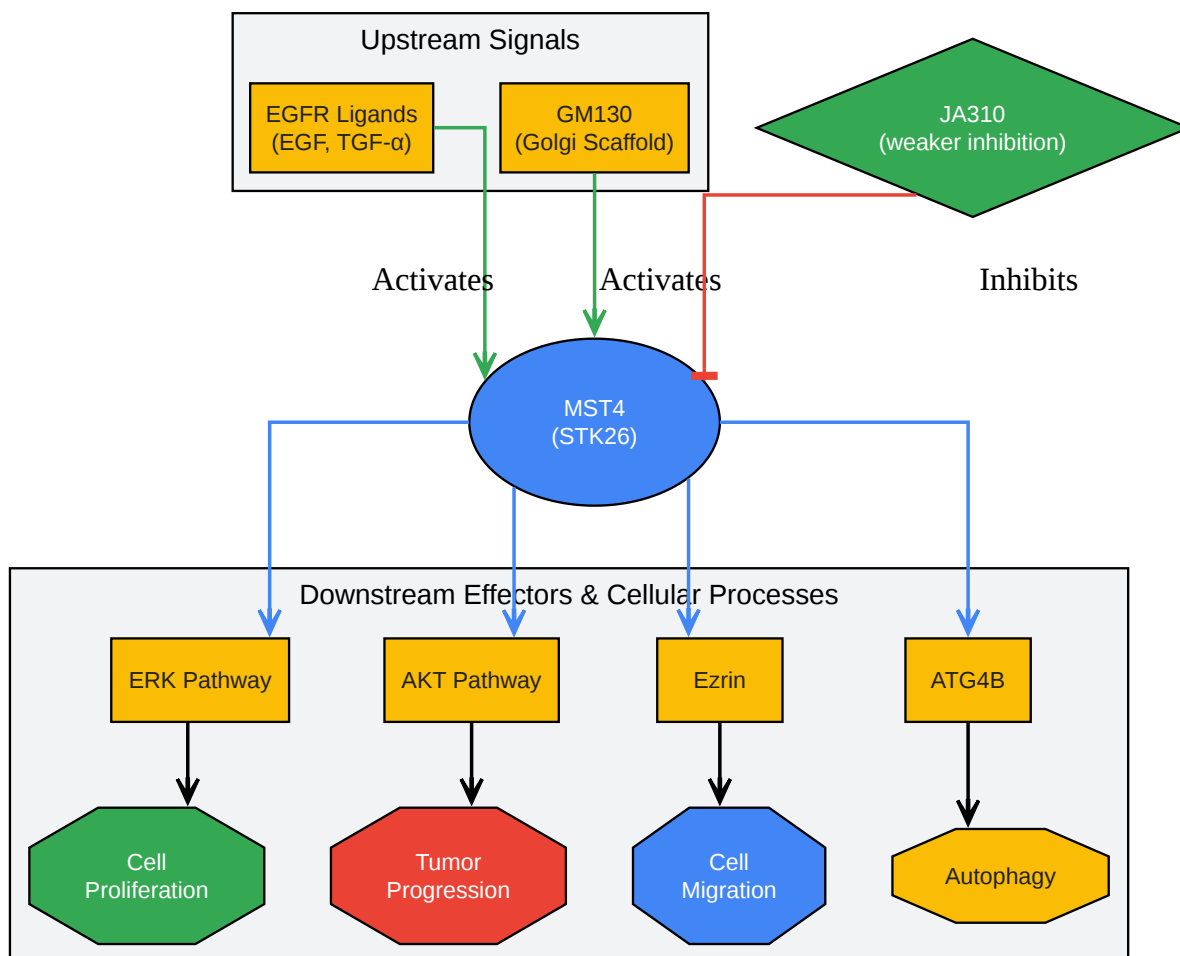 Upstream Signals
EGFR Ligands
(EGF, TGF-α)
GM130
(Golgi Scaffold)
JA310
(weaker inhibition)
Activates
Activates
Inhibits
MST4
(STK26)
Downstream Effectors & Cellular Processes
ERK Pathway
AKT Pathway
Ezrin
ATG4B
Cell
Proliferation
Tumor
Progression
Cell
Migration
Autophagy